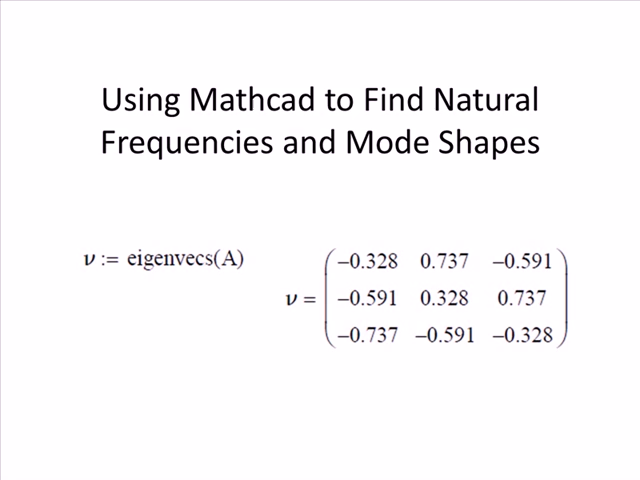 Using Mathcad to Find Natural
Frequencies and Mode Shapes
ν := eigenvecs(A)
−0.328 0.737 −0.591
ν = −0.591 0.328 0.737
−0.737 −0.591 −0.328